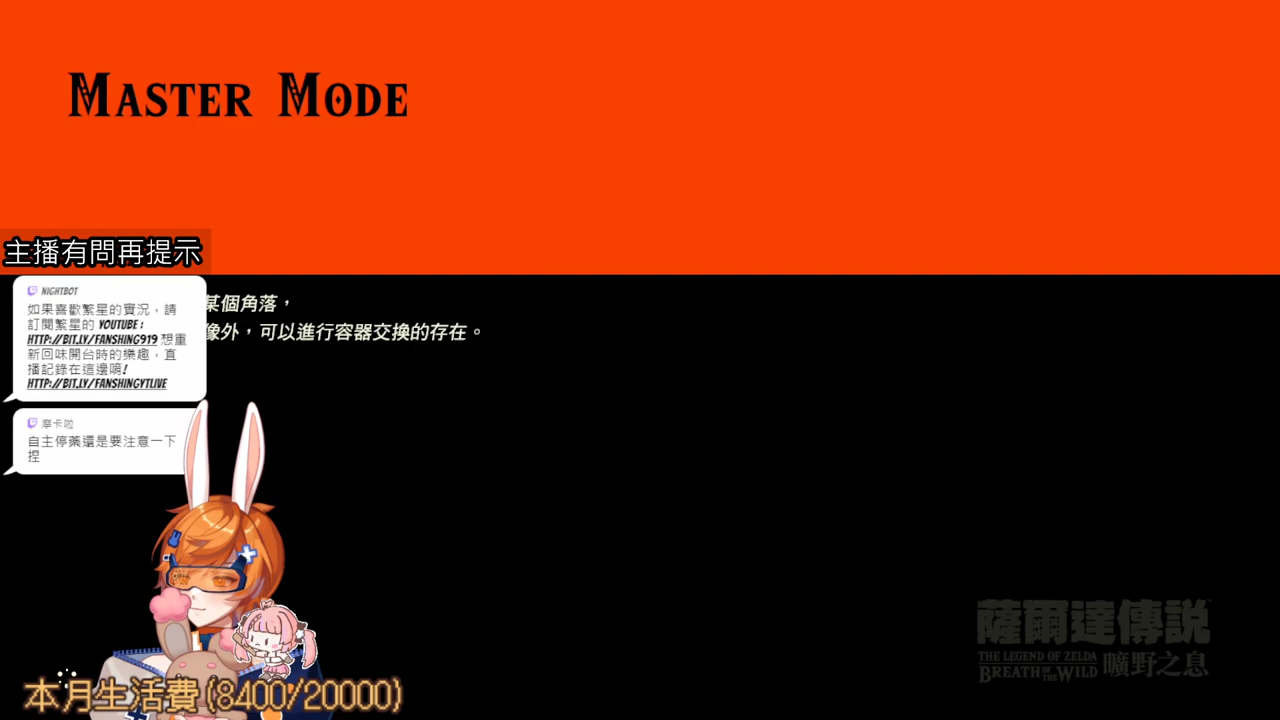 MASTER MODE
主播有問再提示
某個角落，
像外，可以進行容器交換的存在。
NIGHTBOT
如果喜歡繁星的實況，請
訂閱繁星的 YOUTUBE :
HTTP://BIT.LY/FANSHING919 想重
新回味開台時的樂趣，直
播記錄在這邊唷!
HTTP://BIT.LY/FANSHINGYTLIVE
摩卡啦
自主停藥還是要注意一下
捏
薩爾達傳說
THE LEGEND OF ZELDA
BREATH OF THE WILD 曠野之息
本月生活費 (8400/20000)